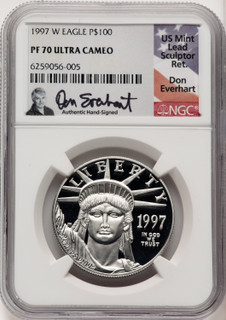 1997 W EAGLE P$100
PF 70 ULTRA CAMEO
6259056-005
Don Everhart
Authentic Hand-Signed
US Mint
Lead
Sculptor
Ret.
Don
Everhart
NGC
LIBERTY
1997
IN GOD
WE
TRUST